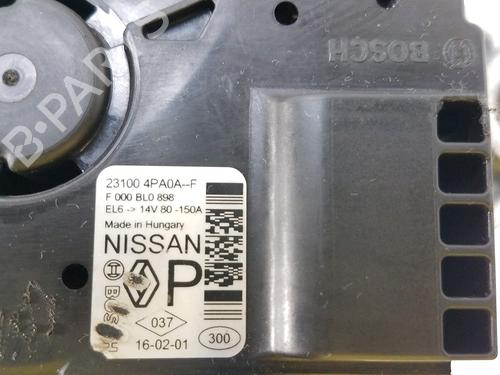 BOSCH
B-PARTS
23100 4PA0A--F
F 000 BL0 898
EL6 -> 14V 80 -150A
Made in Hungary
NISSAN
P
037
16-02-01
300